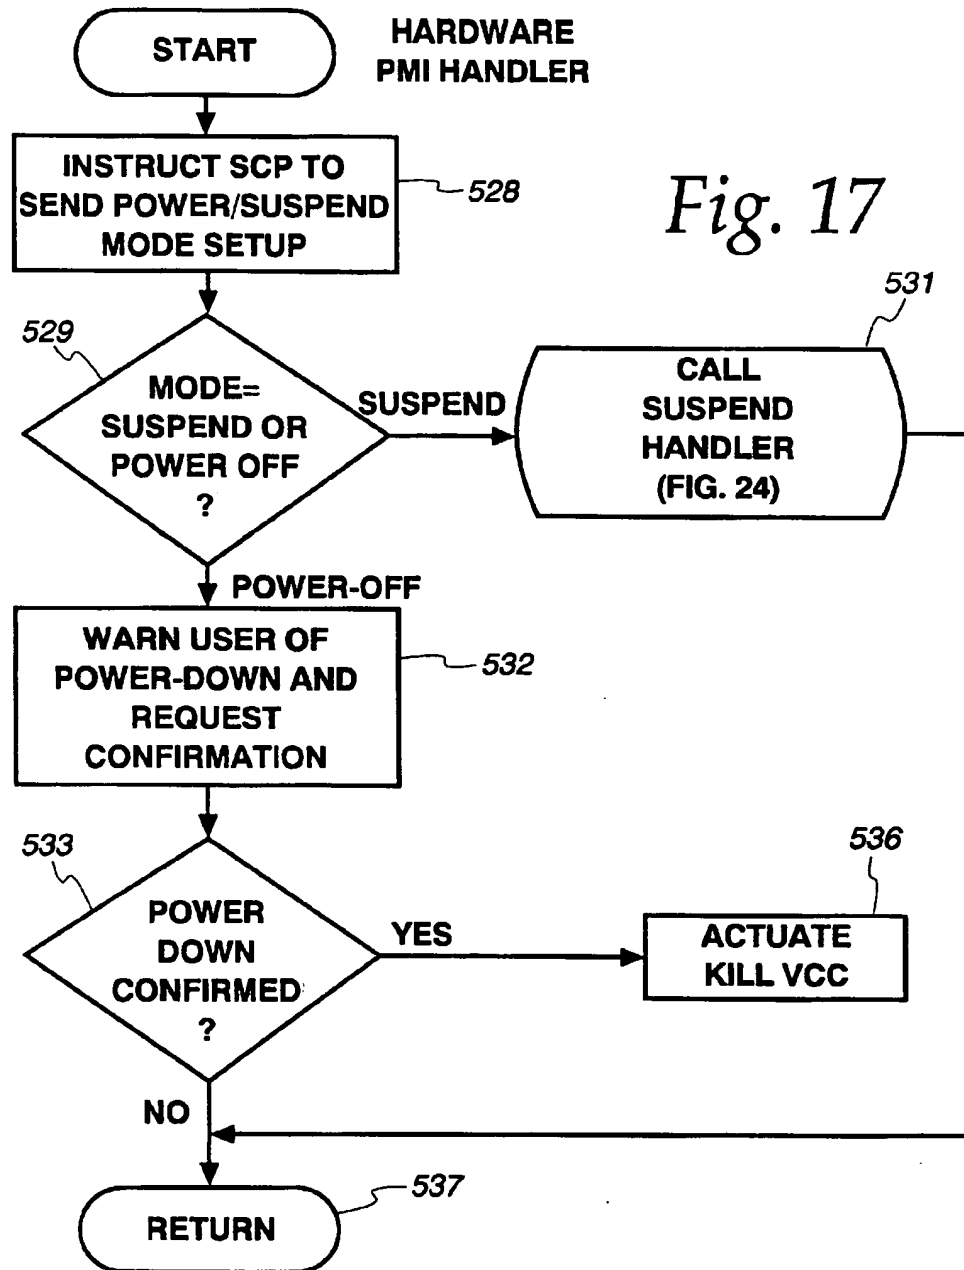 START
HARDWARE
PMI HANDLER
INSTRUCT SCP TO
SEND POWER/SUSPEND
MODE SETUP
528
Fig. 17
529
MODE=
SUSPEND OR
POWER OFF
?
SUSPEND
531
CALL
SUSPEND
HANDLER
(FIG. 24)
POWER-OFF
WARN USER OF
POWER-DOWN AND
REQUEST
CONFIRMATION
532
533
POWER
DOWN
CONFIRMED
?
YES
536
ACTUATE
KILL VCC
NO
RETURN
537